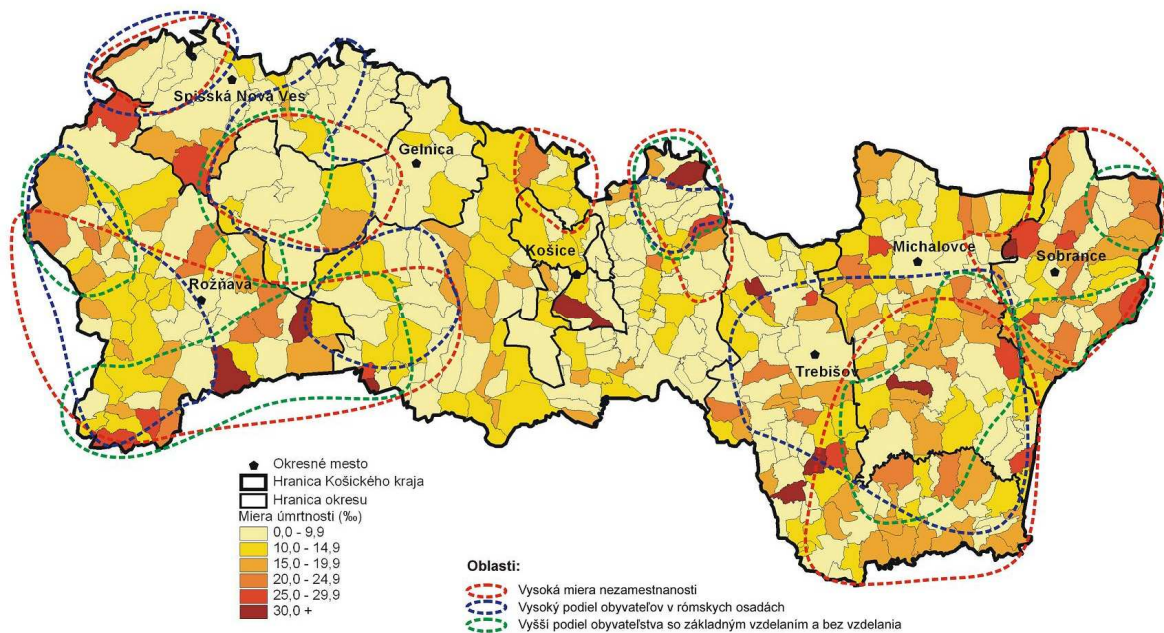 Spišská Nová Ves
Gelnica
Košice
Rožňava
Michalovce
Sobrance
Trebišov
Okresné mesto
Hranica Košického kraja
Hranica okresu
Miera úmrtnosti (‰)
0,0 - 9,9
10,0 - 14,9
15,0 - 19,9
20,0 - 24,9
25,0 - 29,9
30,0 +
Oblasti:
Vysoká miera nezamestnanosti
Vysoký podiel obyvateľov v rómskych osadách
Vyšší podiel obyvateľstva so základným vzdelaním a bez vzdelania